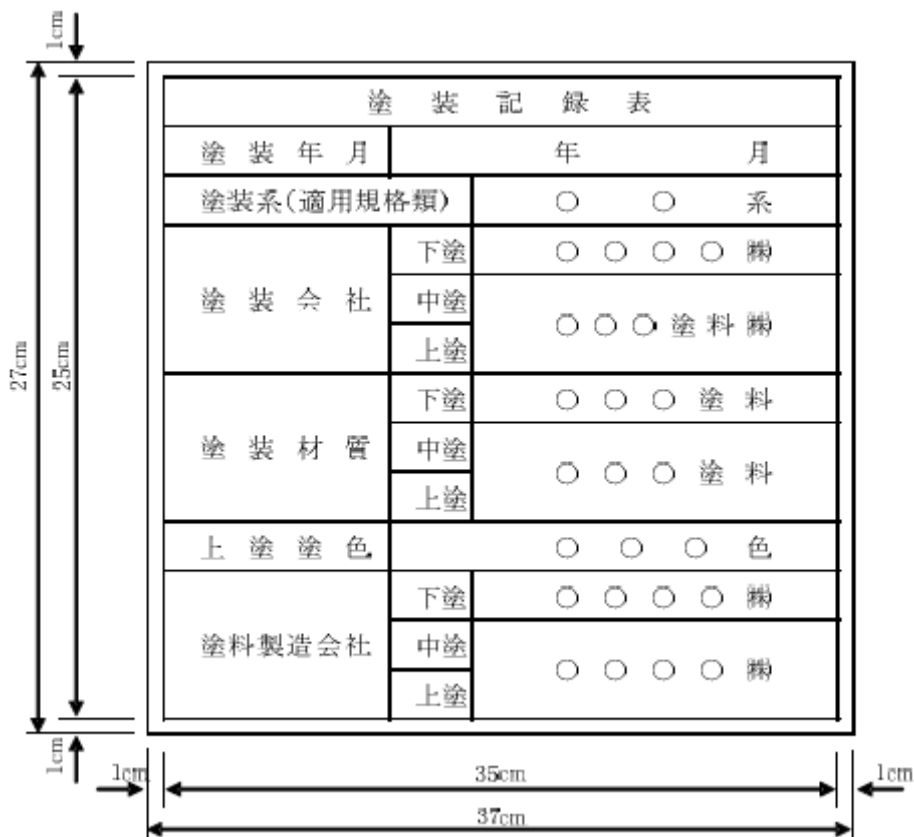 1cm
27cm
25cm
塗装記録表
塗装年月 年 月
塗装系(適用規格類) ○ ○ 系
塗装会社 下塗 ○○○○㈱
中塗 ○○○塗料㈱
上塗
塗装材質 下塗 ○○○塗料
中塗 ○○○塗料
上塗
上塗塗色 ○○○色
塗料製造会社 下塗 ○○○○㈱
中塗 ○○○○㈱
上塗
1cm
1cm 35cm 1cm
37cm